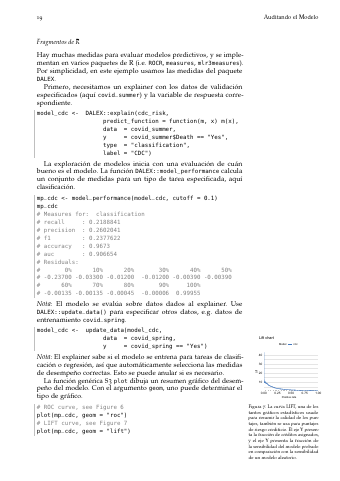 14
Auditando el Modelo
Fragmentos de R
Hay muchas medidas para evaluar modelos predictivos, y se imple-
mentan en varios paquetes de R (i.e. ROCR, measures, mlr3measures).
Por simplicidad, en este ejemplo usamos las medidas del paquete
DALEX.
Primero, necesitamos un explainer con los datos de validación
especificados (aquí covid_summer) y la variable de respuesta corre-
spondiente.
model_cdc <- DALEX::explain(cdc_risk,
predict_function = function(m, x) m(x),
data = covid_summer,
y = covid_summer$Death == "Yes",
type = "classification",
label = "CDC")
La exploración de modelos inicia con una evaluación de cuán
bueno es el modelo. La función DALEX::model_performance calcula
un conjunto de medidas para un tipo de tarea especificada, aquí
clasificación.
mp_cdc <- model_performance(model_cdc, cutoff = 0.1)
mp_cdc
# Measures for: classification
# recall : 0.2188841
# precision : 0.2602041
# f1 : 0.2377622
# accuracy : 0.9673
# auc : 0.906654
# Residuals:
# 0% 10% 20% 30% 40% 50%
# -0.23700 -0.03300 -0.01200 -0.01200 -0.00390 -0.00390
# 60% 70% 80% 90% 100%
# -0.00135 -0.00135 -0.00045 -0.00006 0.99955
Nota: El modelo se evalúa sobre datos dados al explainer. Use
DALEX::update_data() para especificar otros datos, e.g. datos de
entrenamiento covid_spring.
model_cdc <- update_data(model_cdc,
data = covid_spring,
y = covid_spring == "Yes")
Nota: El explainer sabe si el modelo se entrena para tareas de clasifi-
cación o regresión, así que automáticamente selecciona las medidas
de desempeño correctas. Esto se puede anular si es necesario.
La función genérica S3 plot dibuja un resumen gráfico del desem-
peño del modelo. Con el argumento geom, uno puede determinar el
tipo de gráfico.
# ROC curve, see Figure 6
plot(mp_cdc, geom = "roc")
# LIFT curve, see Figure 7
plot(mp_cdc, geom = "lift")
Lift chart
Figura 7: La curva LIFT, una de los
tantos gráficos estadísticos usado
para resumir la calidad de los pun-
tajes, también se usa para puntajes
de riesgo crediticio. El eje Y presen-
ta la fracción de créditos asignados,
y el eje Y presenta la fracción de
la sensibilidad del modelo probado
en comparación con la sensibilidad
de un modelo aleatorio.